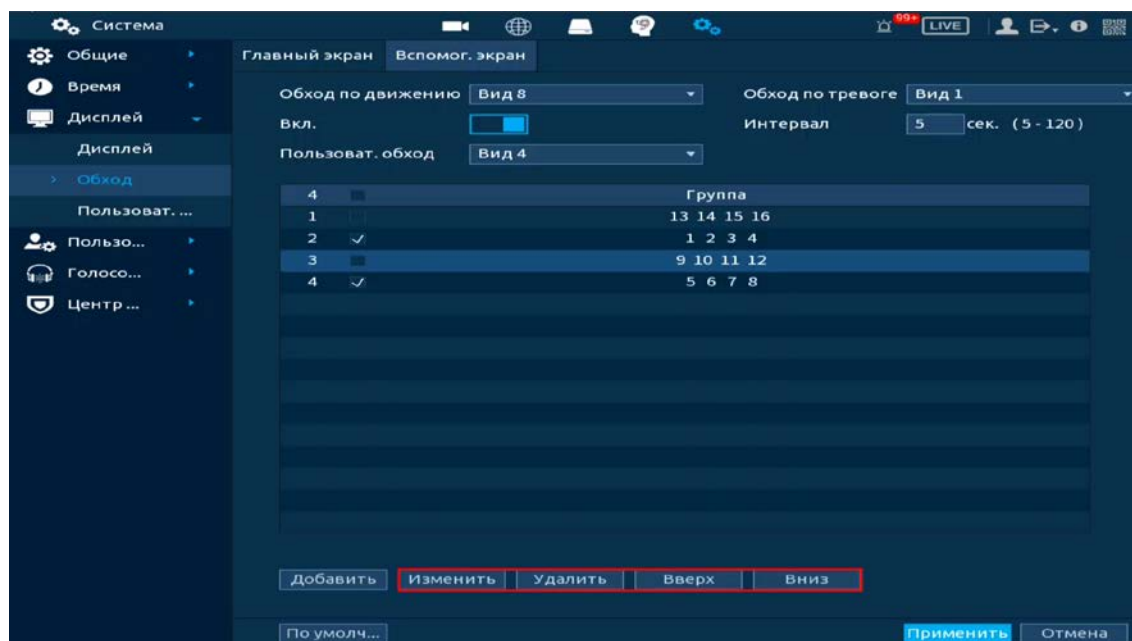 Система 99+ LIVE
Общие Главный экран Вспомог. экран
Время Обход по движению Вид 8 Обход по тревоге Вид 1
Дисплей Вкл. Интервал 5 сек. (5-120)
Дисплей Пользоват. обход Вид 4
Обход
4 Группа
Пользоват. ... 1 13 14 15 16
Пользо... 2 1 2 3 4
3 9 10 11 12
Голосо...
4 5 6 7 8
Центр ...
Добавить Изменить Удалить Вверх Вниз
По умолч... Применить Отмена